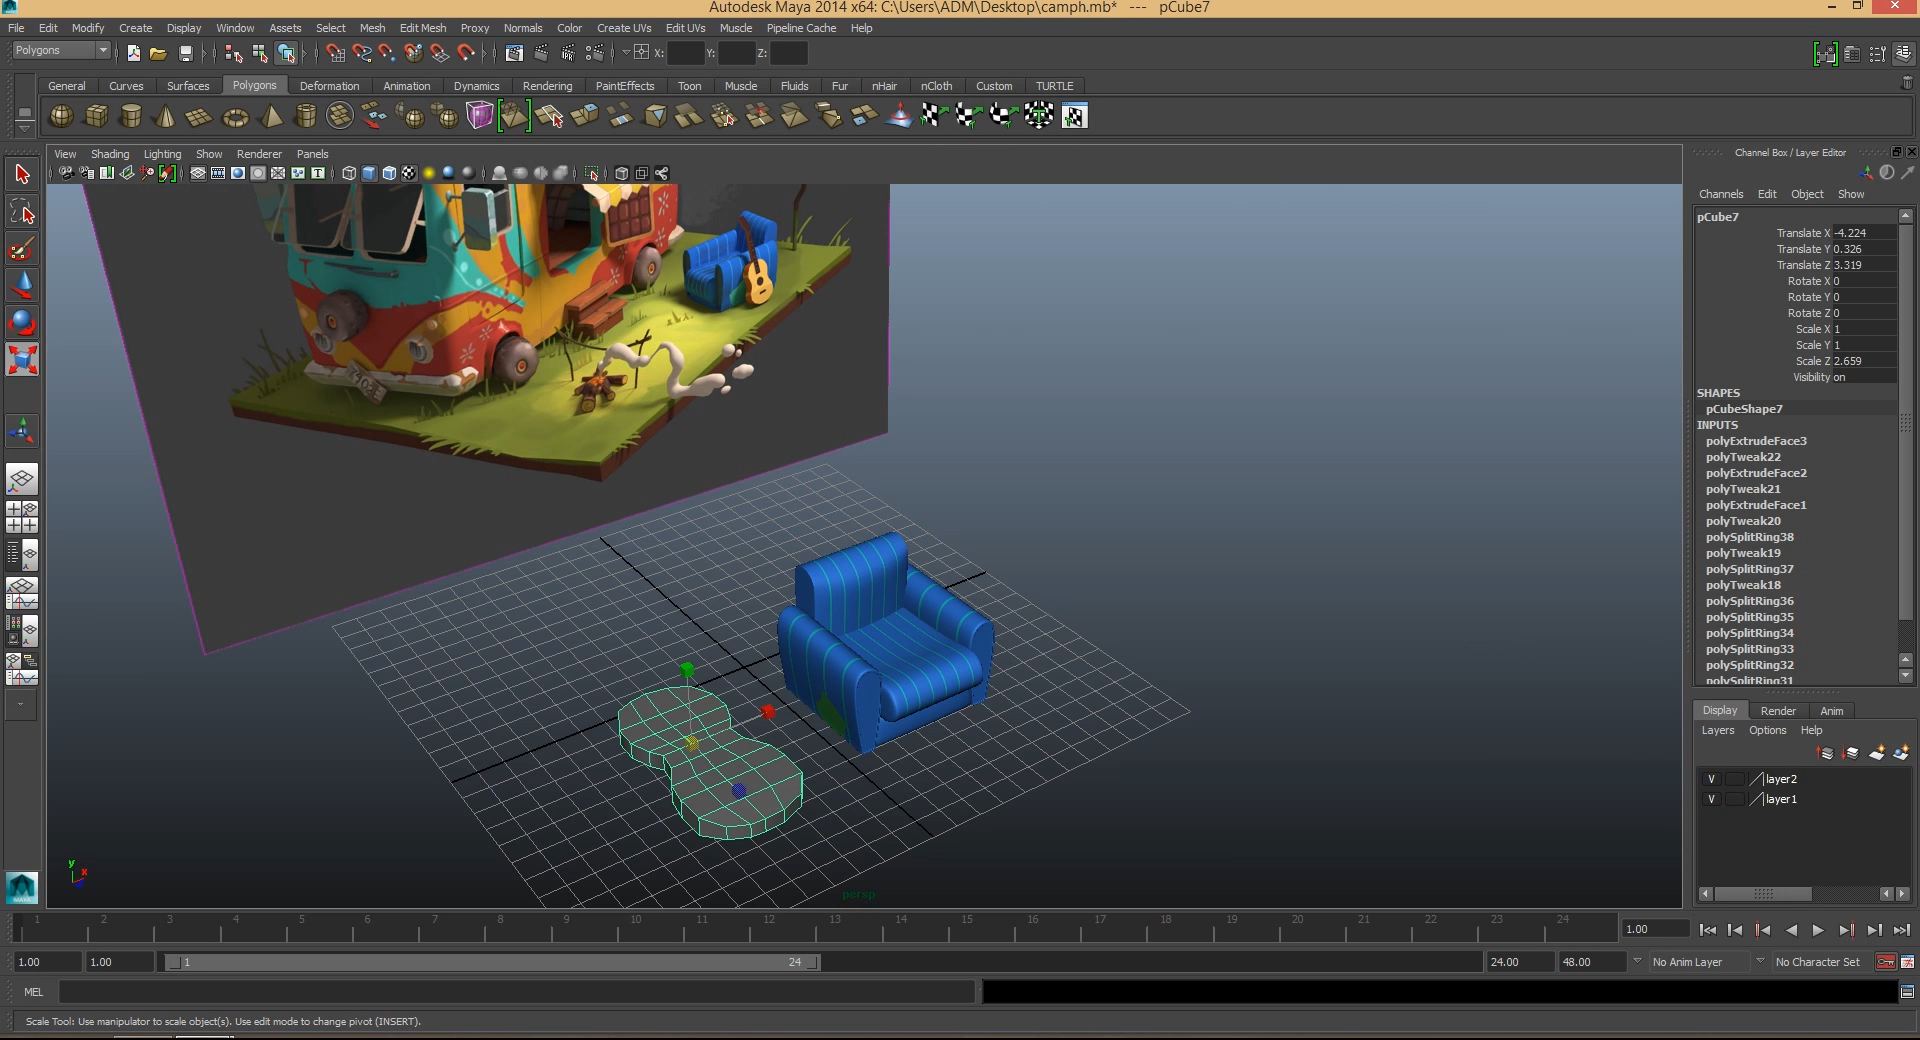 Autodesk Maya 2014 x64: C:\Users\ADM\Desktop\camph.mb*   ---   pCube7
File Edit Modify Create Display Window Assets Select Mesh Edit Mesh Proxy Normals Color Create UVs Edit UVs Muscle Pipeline Cache Help
Polygons X: Y: Z:
General Curves Surfaces Polygons Deformation Animation Dynamics Rendering PaintEffects Toon Muscle Fluids Fur nHair nCloth Custom TURTLE
View Shading Lighting Show Renderer Panels
Channel Box / Layer Editor
Channels Edit Object Show
pCube7
Translate X -4.224
Translate Y 0.326
Translate Z 3.319
Rotate X 0
Rotate Y 0
Rotate Z 0
Scale X 1
Scale Y 1
Scale Z 2.659
Visibility on
SHAPES
pCubeShape7
INPUTS
polyExtrudeFace3
polyTweak22
polyExtrudeFace2
polyTweak21
polyExtrudeFace1
polyTweak20
polySplitRing38
polyTweak19
polySplitRing37
polyTweak18
polySplitRing36
polySplitRing35
polySplitRing34
polySplitRing33
polySplitRing32
polySplitRing31
Display Render Anim
Layers Options Help
V layer2
V layer1
y x
persp
1 2 3 4 5 6 7 8 9 10 11 12 13 14 15 16 17 18 19 20 21 22 23 24 1.00
1.00 1.00 1 24 24.00 48.00 No Anim Layer No Character Set
MEL
Scale Tool: Use manipulator to scale object(s). Use edit mode to change pivot (INSERT).